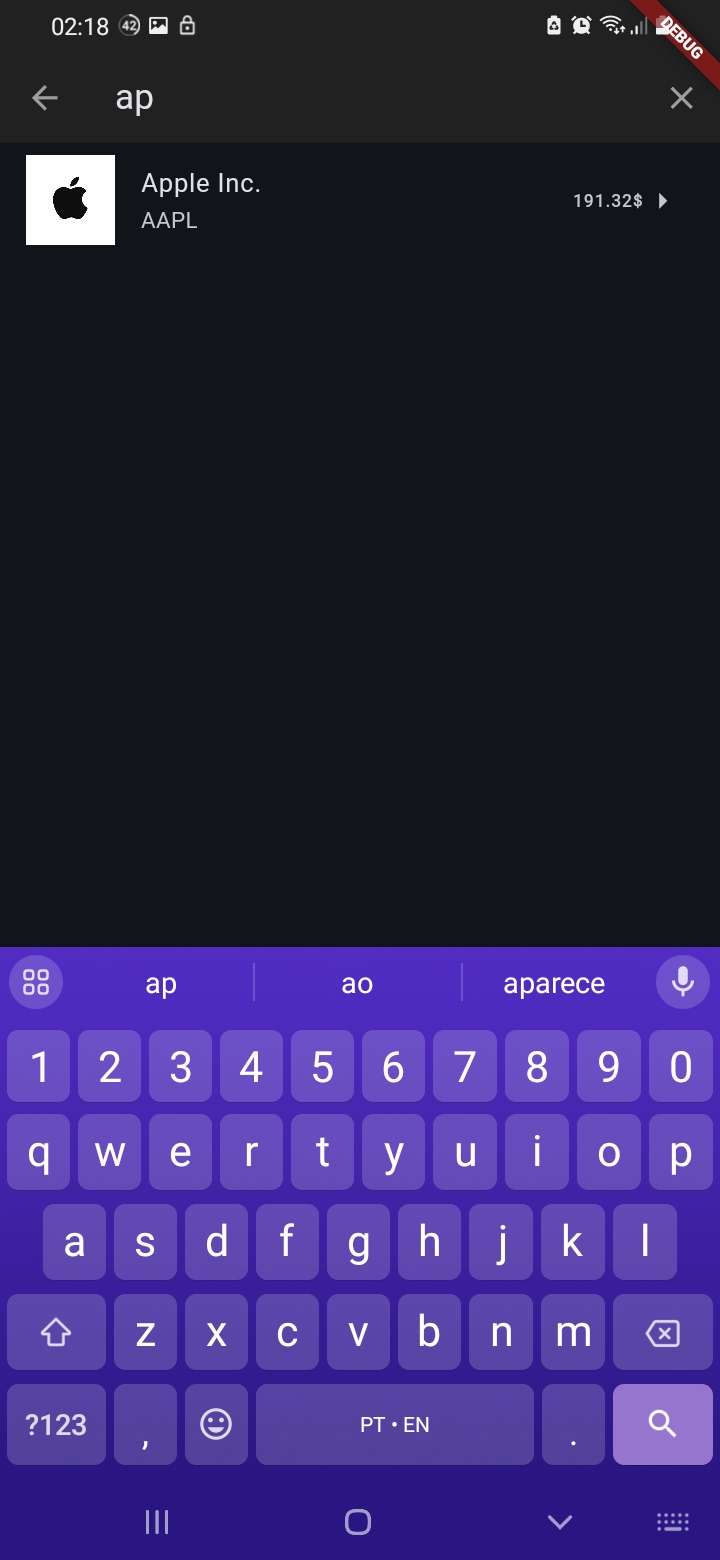 02:18 42
DEBUG
ap
Apple Inc.
AAPL
191.32$
ap ao aparece
1 2 3 4 5 6 7 8 9 0
q w e r t y u i o p
a s d f g h j k l
z x c v b n m
?123 , PT • EN .